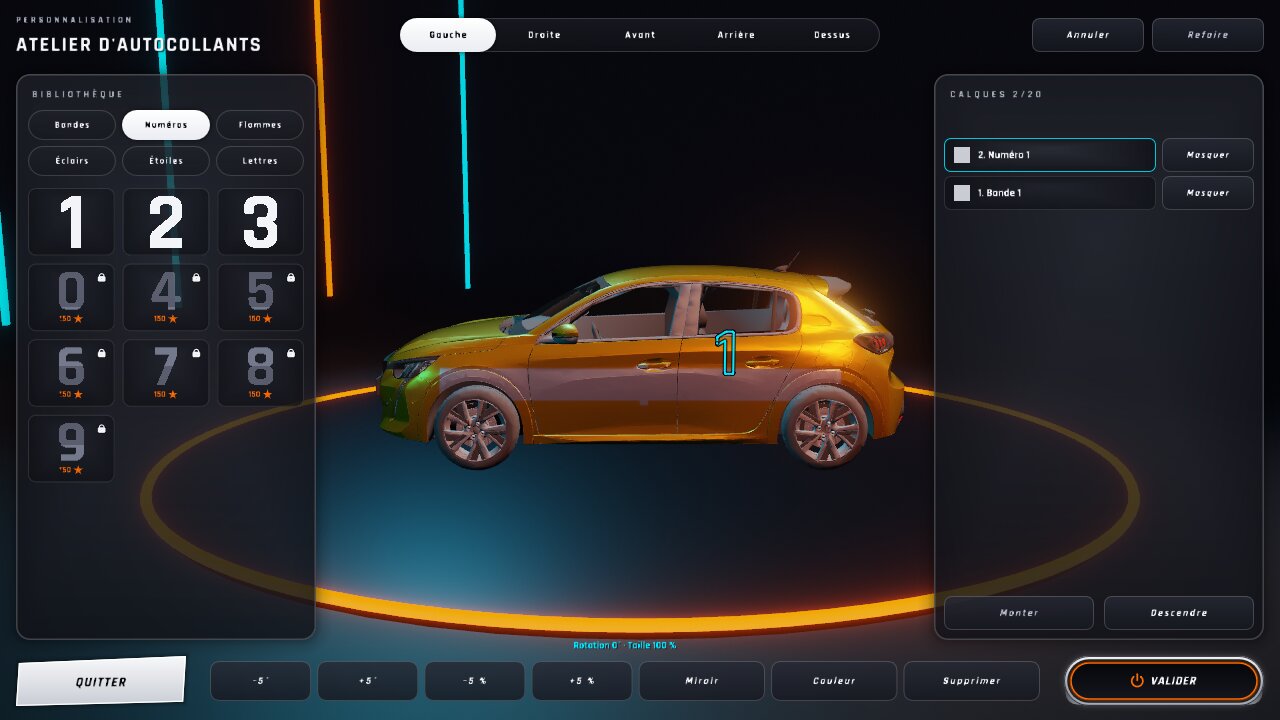 PERSONNALISATION
ATELIER D'AUTOCOLLANTS
Gauche
Droite
Avant
Arrière
Dessus
Annuler
Refaire
BIBLIOTHÈQUE
Bandes
Numéros
Flammes
Éclairs
Étoiles
Lettres
1
2
3
0
4
5
150 ★
150 ★
150 ★
6
7
8
150 ★
150 ★
150 ★
9
150 ★
1
CALQUES 2/20
2. Numéro 1
Masquer
1. Bande 1
Masquer
Monter
Descendre
Rotation 0° · Taille 100 %
QUITTER
-5°
+5°
-5 %
+5 %
Miroir
Couleur
Supprimer
VALIDER